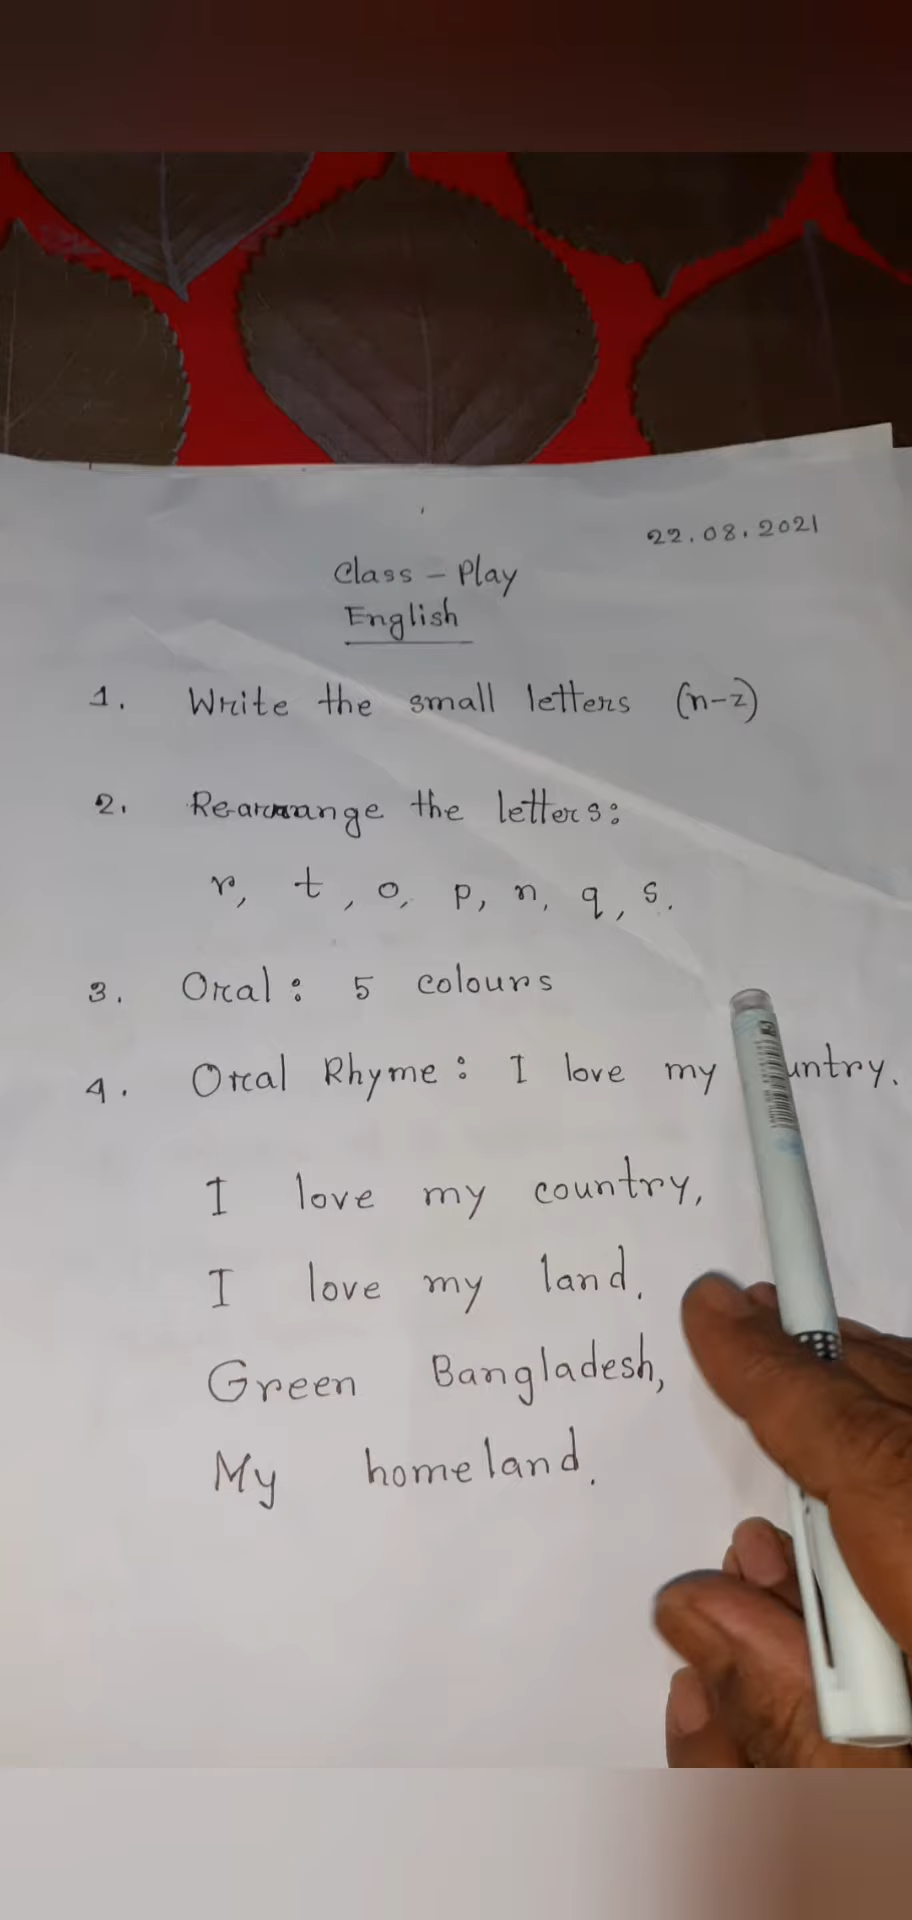 22.08.2021
Class - Play
English
1. Write the small letters (n-z)
2. Rearrange the letters:
r, t, o, p, n, q, s.
3. Oral: 5 colours
4. Oral Rhyme: I love my
I love my country,
I love my land.
Green Bangladesh,
My homeland.